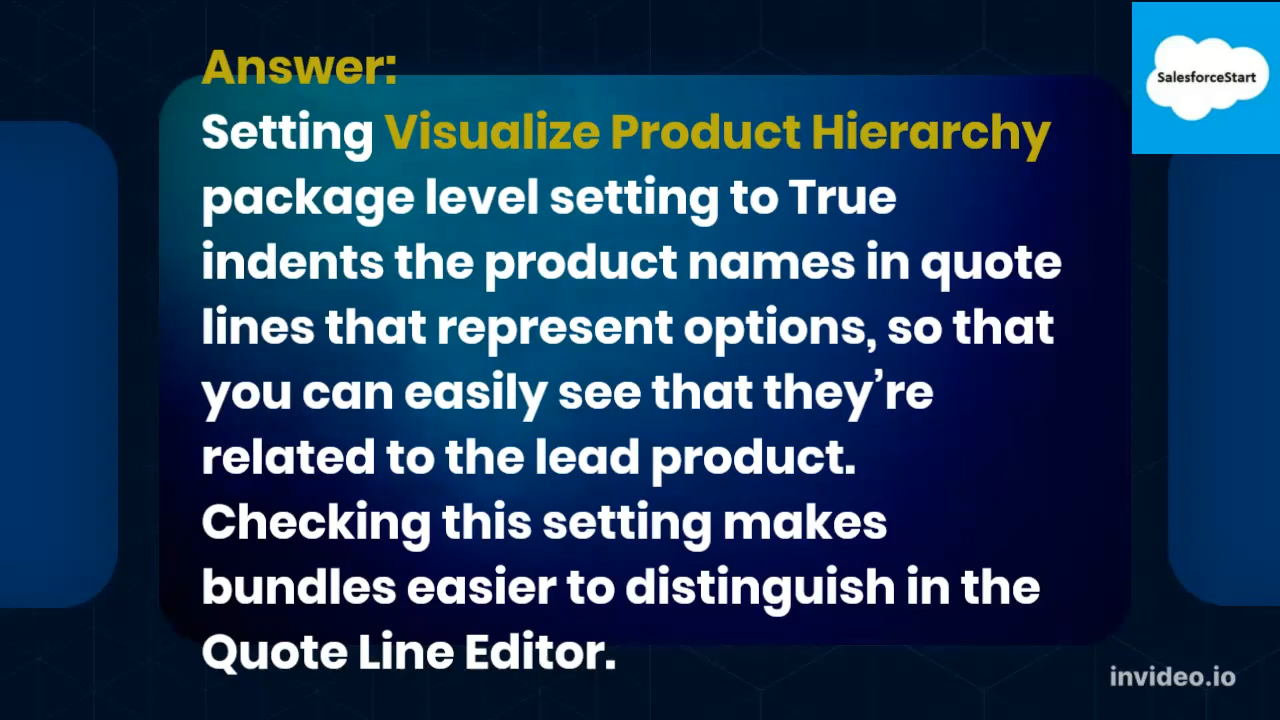 Answer:
SalesforceStart
Setting Visualize Product Hierarchy
package level setting to True
indents the product names in quote
lines that represent options, so that
you can easily see that they’re
related to the lead product.
Checking this setting makes
bundles easier to distinguish in the
Quote Line Editor.
invideo.io